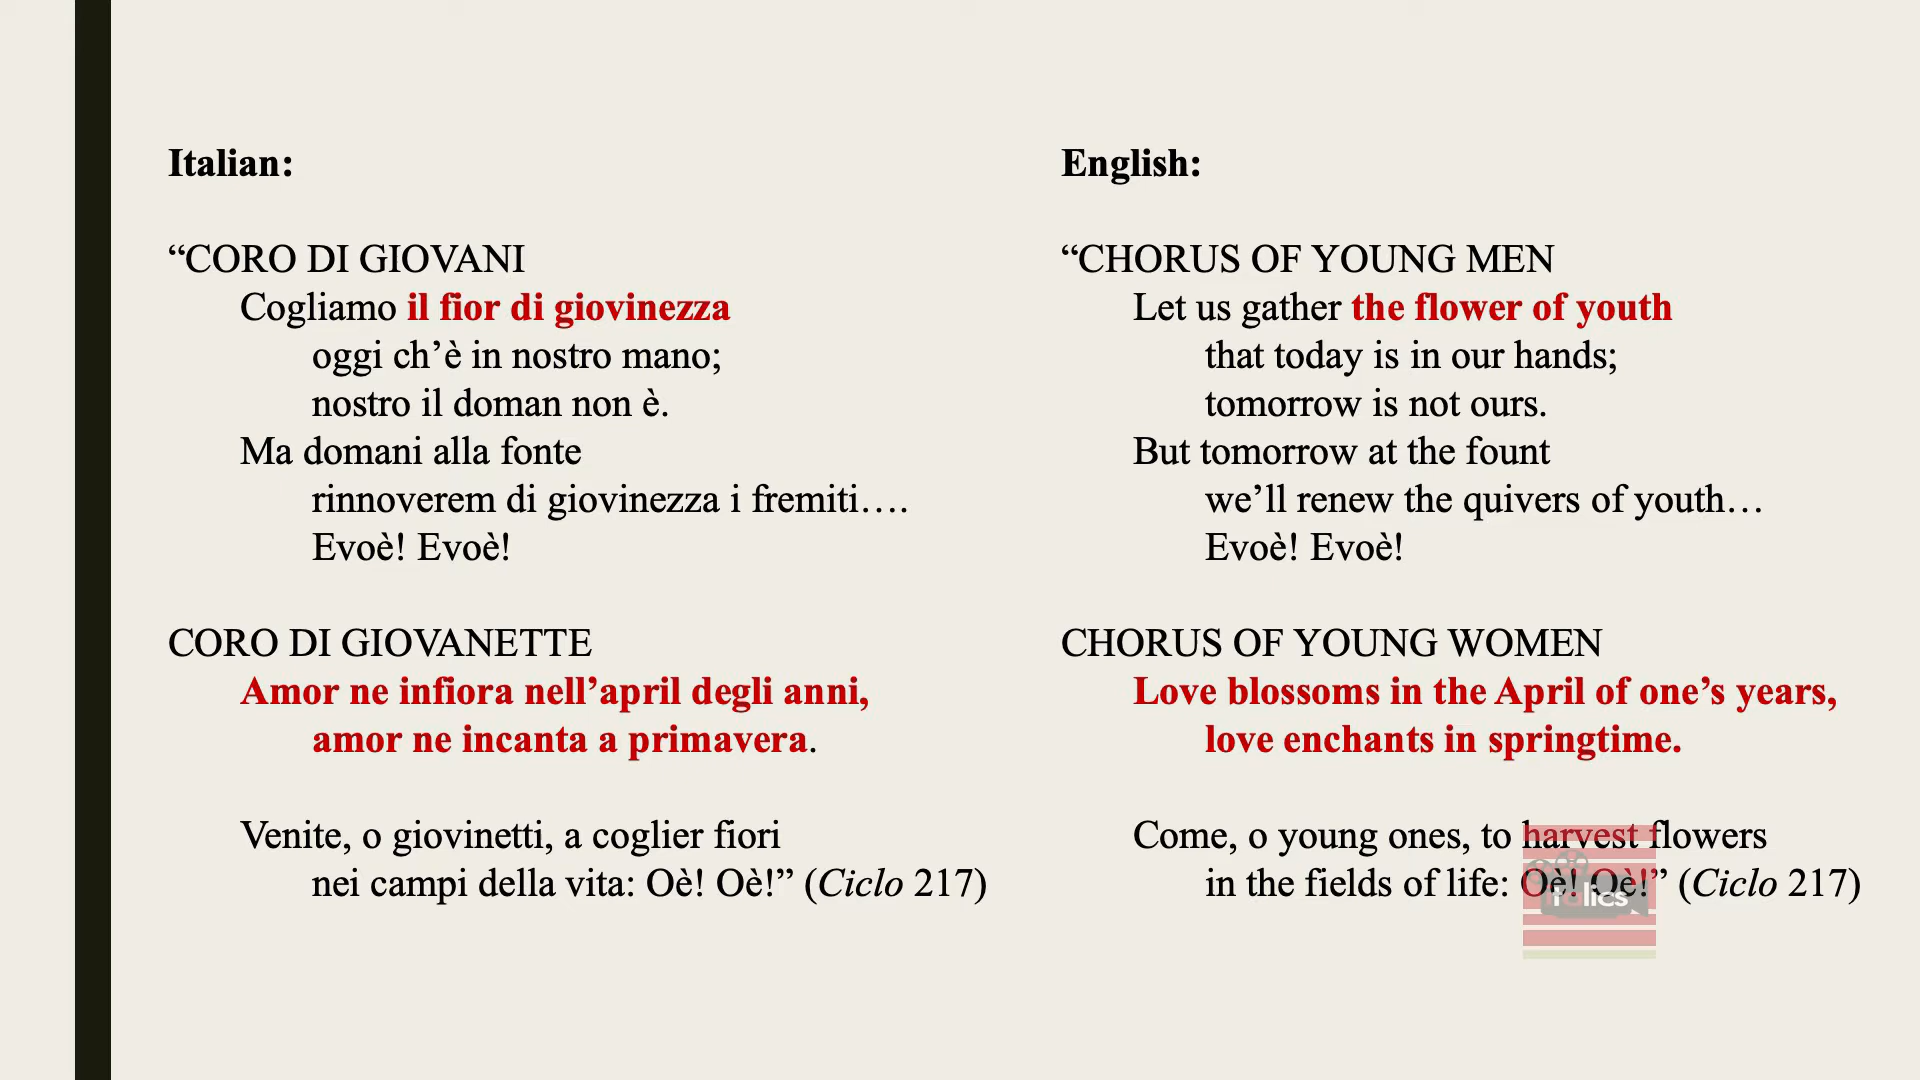 Italian:
“CORO DI GIOVANI
Cogliamo il fior di giovinezza
oggi ch’è in nostro mano;
nostro il doman non è.
Ma domani alla fonte
rinnoverem di giovinezza i fremiti….
Evoè! Evoè!
CORO DI GIOVANETTE
Amor ne infiora nell’april degli anni,
amor ne incanta a primavera.
Venite, o giovinetti, a coglier fiori
nei campi della vita: Oè! Oè!” (Ciclo 217)
English:
“CHORUS OF YOUNG MEN
Let us gather the flower of youth
that today is in our hands;
tomorrow is not ours.
But tomorrow at the fount
we’ll renew the quivers of youth…
Evoè! Evoè!
CHORUS OF YOUNG WOMEN
Love blossoms in the April of one’s years,
love enchants in springtime.
Come, o young ones, to harvest flowers
in the fields of life: Oè! Oè!” (Ciclo 217)
italics